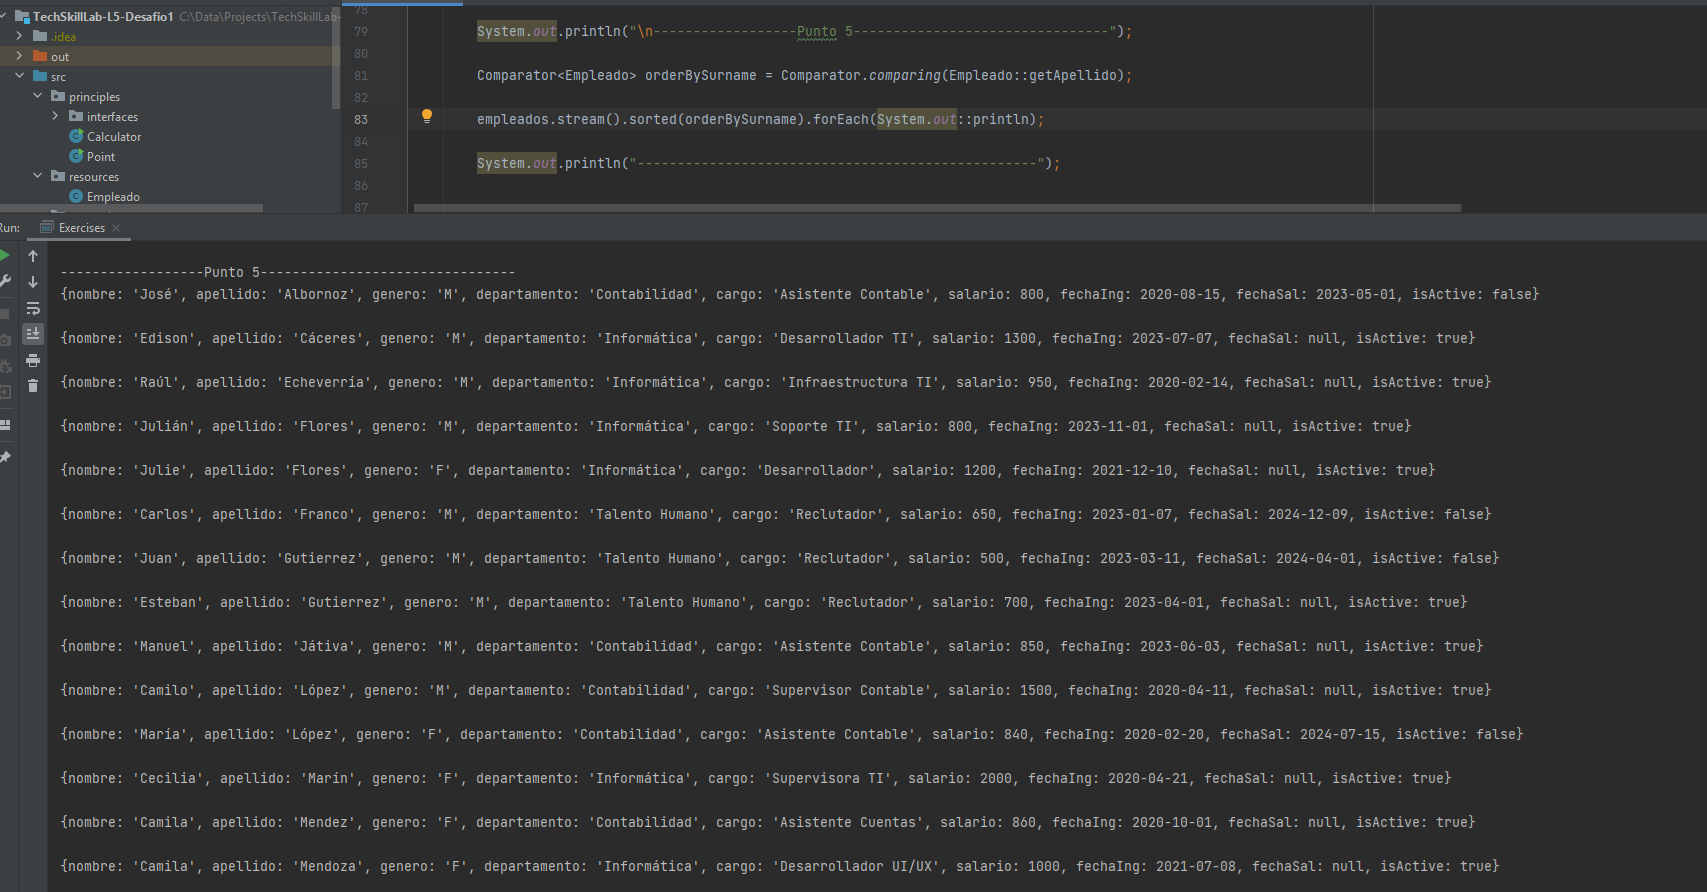 TechSkillLab-L5-Desafio1 C:\Data\Projects\TechSkillLab-
.idea
out
src
principles
interfaces
Calculator
Point
resources
Empleado
78
79 System.out.println("\n------------------Punto 5--------------------------------");
80
81 Comparator<Empleado> orderBySurname = Comparator.comparing(Empleado::getApellido);
82
83 empleados.stream().sorted(orderBySurname).forEach(System.out::println);
84
85 System.out.println("--------------------------------------------------");
86
87
Run: Exercises
------------------Punto 5--------------------------------
{nombre: 'José', apellido: 'Albornoz', genero: 'M', departamento: 'Contabilidad', cargo: 'Asistente Contable', salario: 800, fechaIng: 2020-08-15, fechaSal: 2023-05-01, isActive: false}
{nombre: 'Edison', apellido: 'Cáceres', genero: 'M', departamento: 'Informática', cargo: 'Desarrollador TI', salario: 1300, fechaIng: 2023-07-07, fechaSal: null, isActive: true}
{nombre: 'Raúl', apellido: 'Echeverría', genero: 'M', departamento: 'Informática', cargo: 'Infraestructura TI', salario: 950, fechaIng: 2020-02-14, fechaSal: null, isActive: true}
{nombre: 'Julián', apellido: 'Flores', genero: 'M', departamento: 'Informática', cargo: 'Soporte TI', salario: 800, fechaIng: 2023-11-01, fechaSal: null, isActive: true}
{nombre: 'Julie', apellido: 'Flores', genero: 'F', departamento: 'Informática', cargo: 'Desarrollador', salario: 1200, fechaIng: 2021-12-10, fechaSal: null, isActive: true}
{nombre: 'Carlos', apellido: 'Franco', genero: 'M', departamento: 'Talento Humano', cargo: 'Reclutador', salario: 650, fechaIng: 2023-01-07, fechaSal: 2024-12-09, isActive: false}
{nombre: 'Juan', apellido: 'Gutierrez', genero: 'M', departamento: 'Talento Humano', cargo: 'Reclutador', salario: 500, fechaIng: 2023-03-11, fechaSal: 2024-04-01, isActive: false}
{nombre: 'Esteban', apellido: 'Gutierrez', genero: 'M', departamento: 'Talento Humano', cargo: 'Reclutador', salario: 700, fechaIng: 2023-04-01, fechaSal: null, isActive: true}
{nombre: 'Manuel', apellido: 'Játiva', genero: 'M', departamento: 'Contabilidad', cargo: 'Asistente Contable', salario: 850, fechaIng: 2023-06-03, fechaSal: null, isActive: true}
{nombre: 'Camilo', apellido: 'López', genero: 'M', departamento: 'Contabilidad', cargo: 'Supervisor Contable', salario: 1500, fechaIng: 2020-04-11, fechaSal: null, isActive: true}
{nombre: 'María', apellido: 'López', genero: 'F', departamento: 'Contabilidad', cargo: 'Asistente Contable', salario: 840, fechaIng: 2020-02-20, fechaSal: 2024-07-15, isActive: false}
{nombre: 'Cecilia', apellido: 'Marín', genero: 'F', departamento: 'Informática', cargo: 'Supervisora TI', salario: 2000, fechaIng: 2020-04-21, fechaSal: null, isActive: true}
{nombre: 'Camila', apellido: 'Mendez', genero: 'F', departamento: 'Contabilidad', cargo: 'Asistente Cuentas', salario: 860, fechaIng: 2020-10-01, fechaSal: null, isActive: true}
{nombre: 'Camila', apellido: 'Mendoza', genero: 'F', departamento: 'Informática', cargo: 'Desarrollador UI/UX', salario: 1000, fechaIng: 2021-07-08, fechaSal: null, isActive: true}